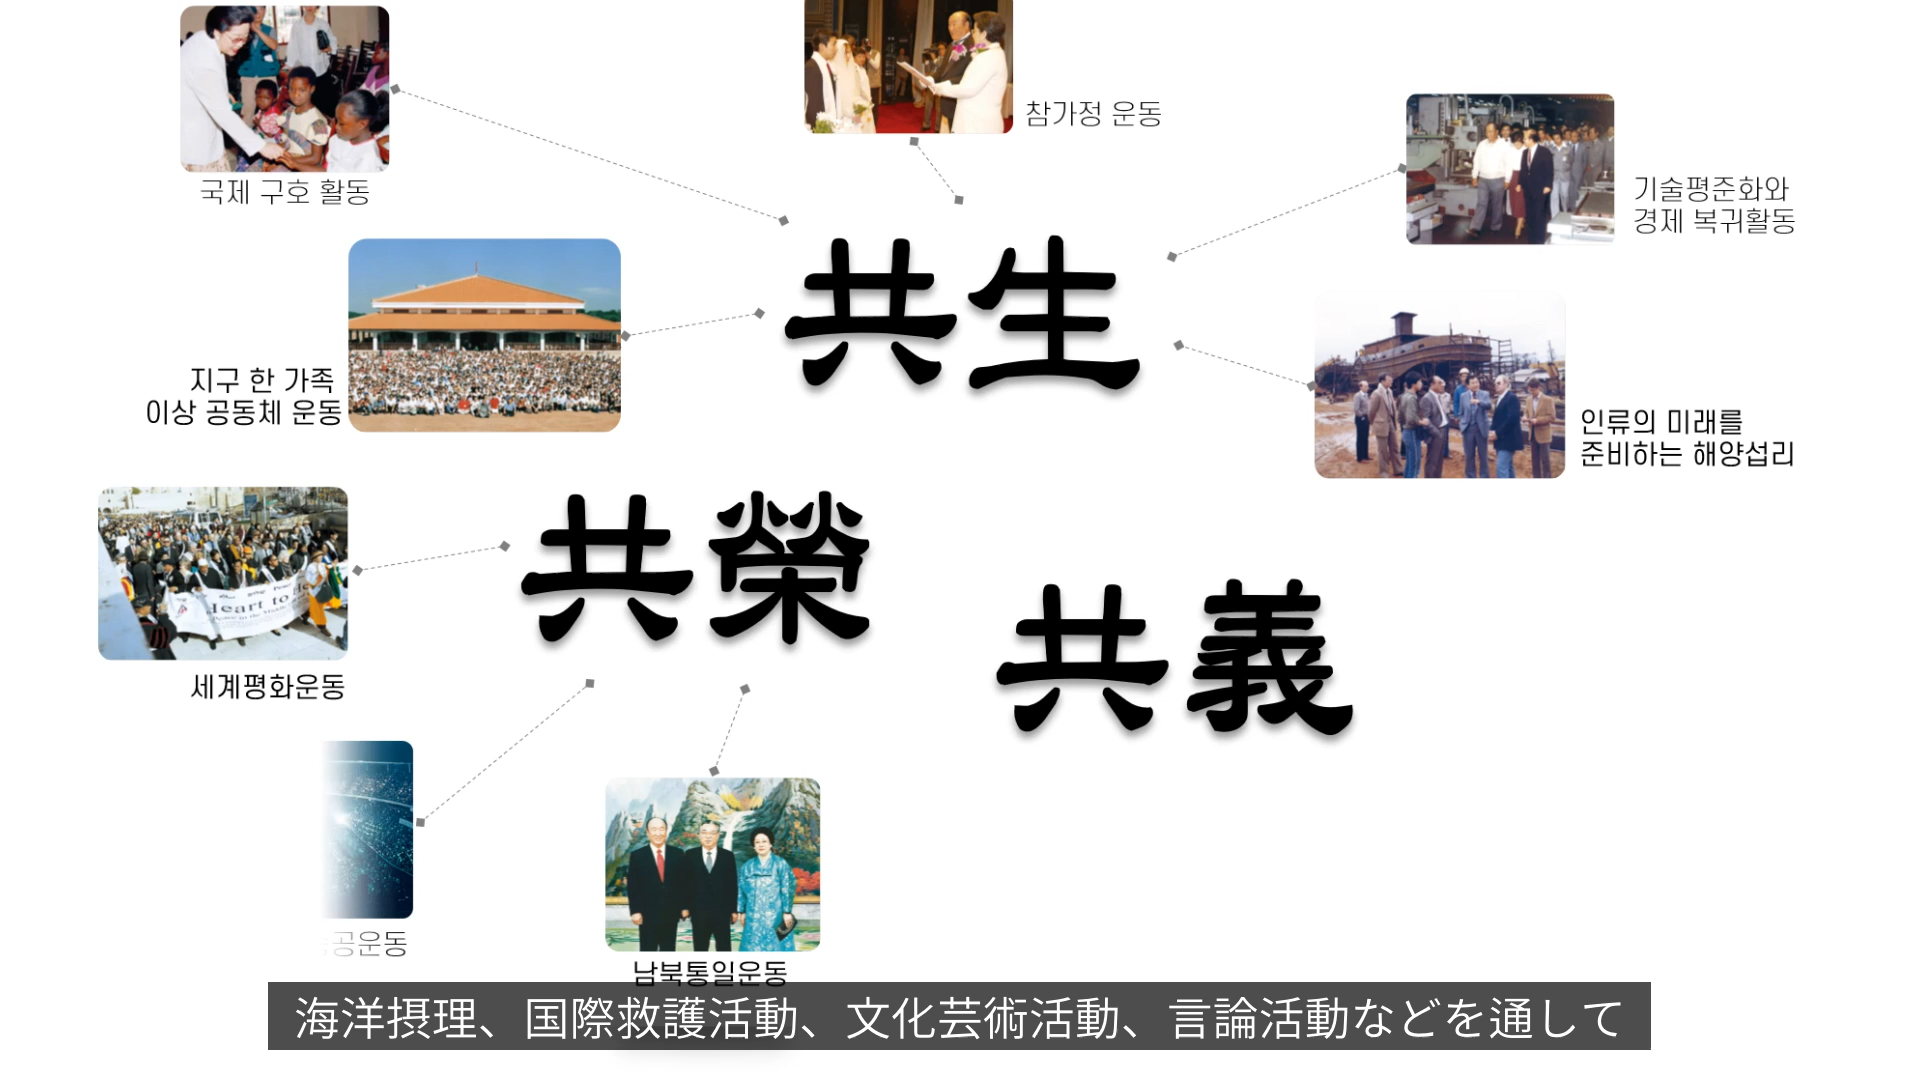 참가정 운동
국제 구호 활동
기술평준화와
경제 복귀활동
共生
지구 한 가족
이상 공동체 운동
인류의 미래를
준비하는 해양섭리
共榮
共義
Heart to
세계평화운동
공운동
남북통일운동
海洋摂理、国際救護活動、文化芸術活動、言論活動などを通して